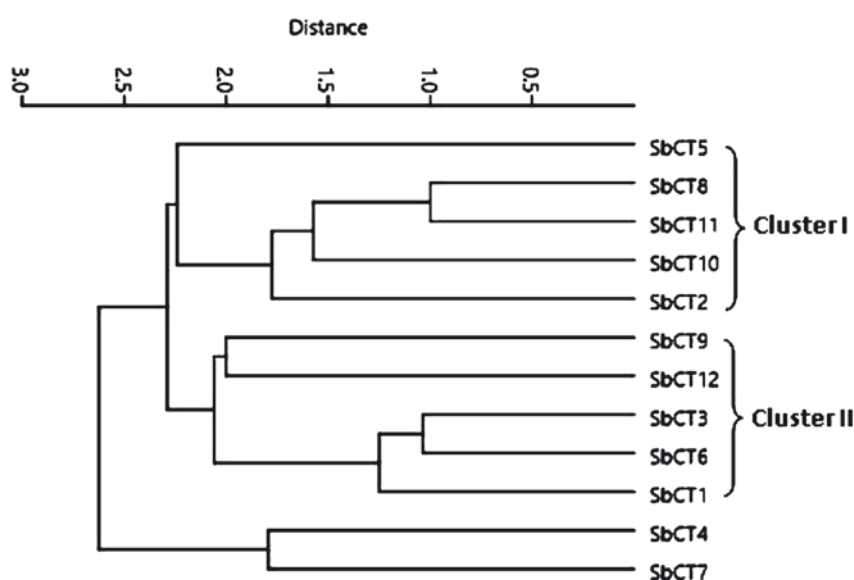 Distance
3.0 2.5 2.0 1.5 1.0 0.5
SbCT5
SbCT8
SbCT11
Cluster I
SbCT10
SbCT2
SbCT9
SbCT12
SbCT3
Cluster II
SbCT6
SbCT1
SbCT4
SbCT7